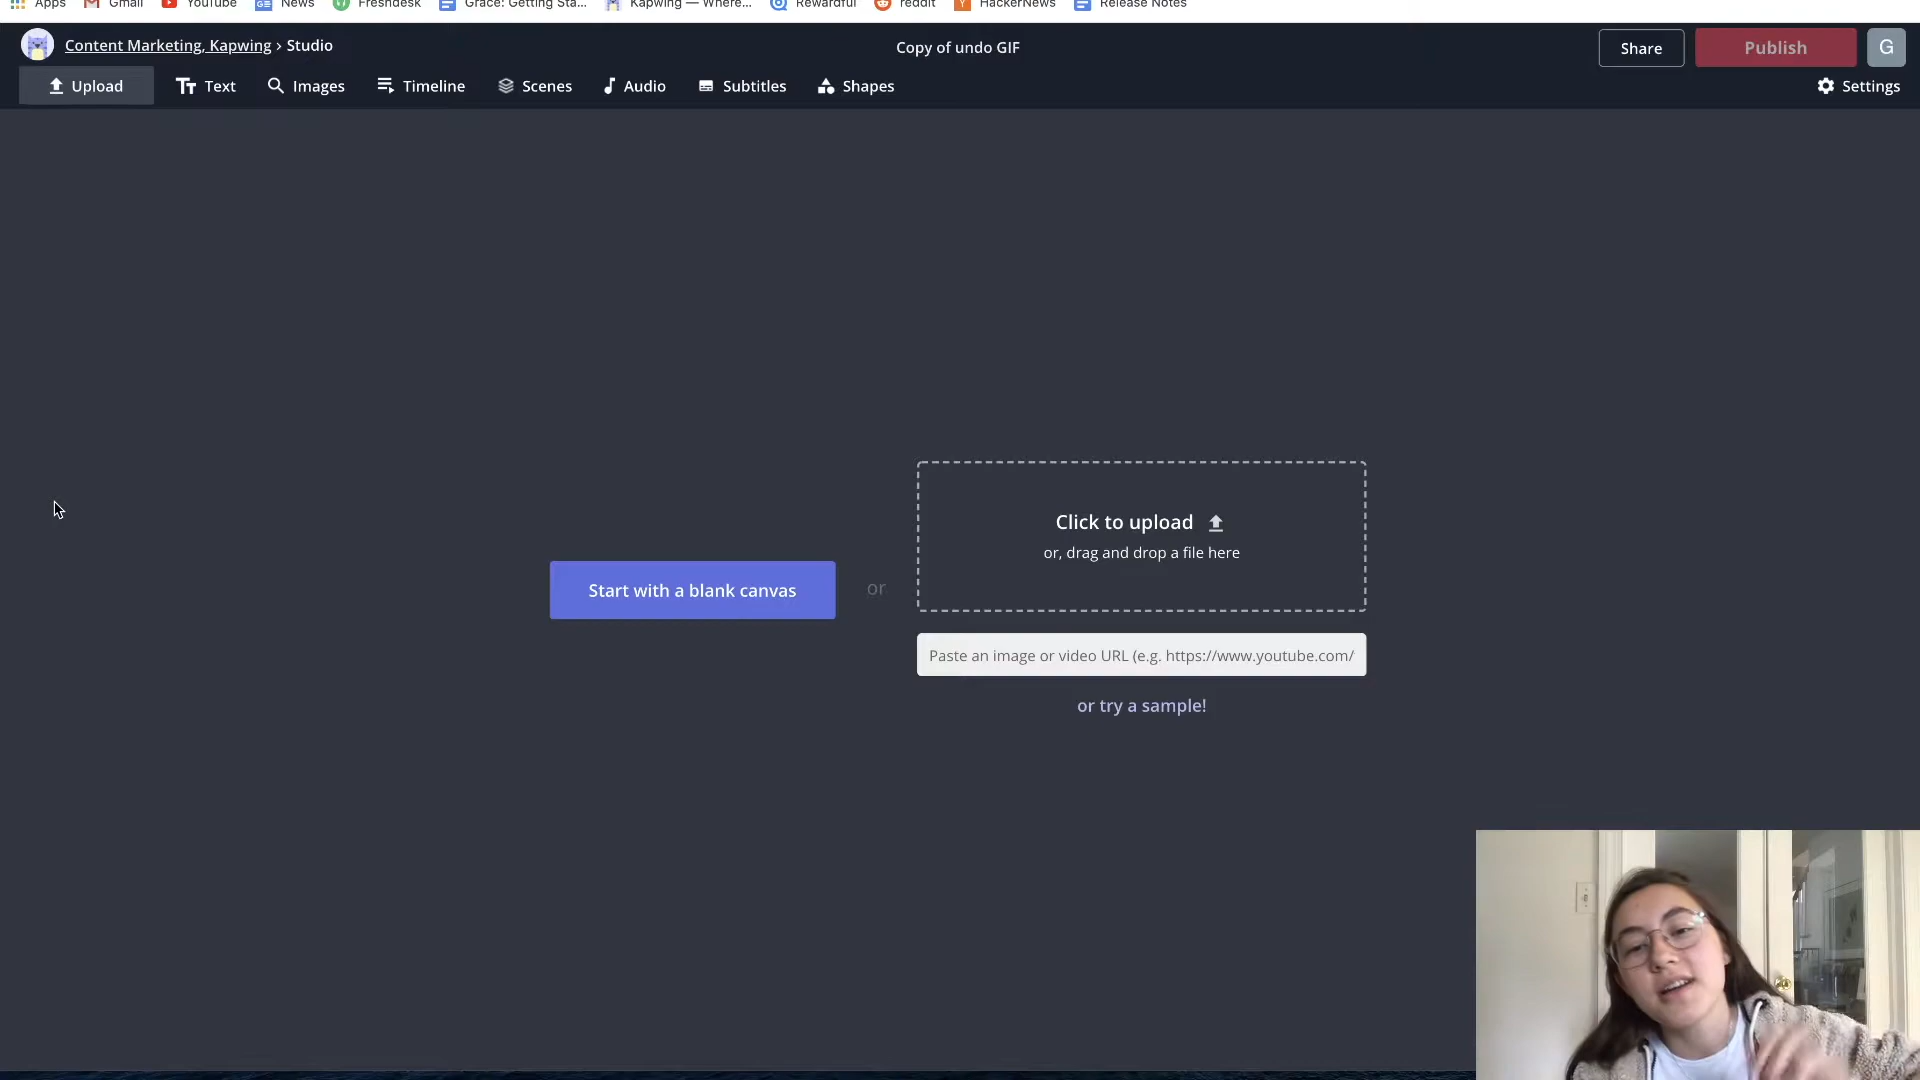 Apps Gmail YouTube News Freshdesk Grace: Getting Sta... Kapwing — Where... Rewardful reddit HackerNews Release Notes
Content Marketing, Kapwing › Studio
Copy of undo GIF
Share
Publish
G
Upload Text Images Timeline Scenes Audio Subtitles Shapes
Settings
Click to upload
or, drag and drop a file here
Start with a blank canvas
or
Paste an image or video URL (e.g. https://www.youtube.com/
or try a sample!